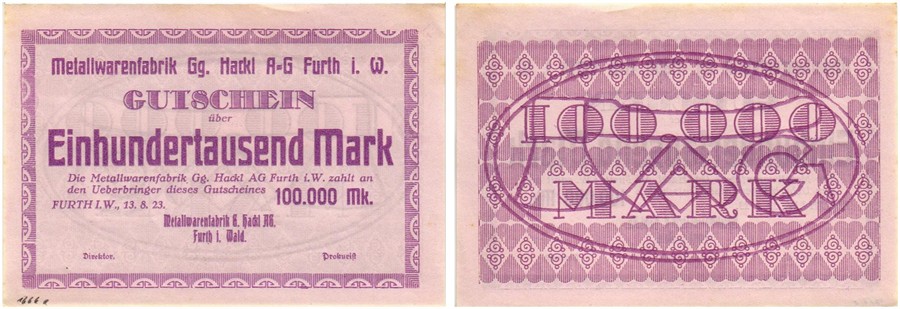 Metallwarenfabrik Gg. Hackl A=G Furth i. W.
GUTSCHEIN
über
Einhundertausend Mark
Die Metallwarenfabrik Gg. Hackl AG Furth i.W. zahlt an
den Ueberbringer dieses Gutscheines 100.000 Mk.
FURTH I.W., 13. 8. 23.
Metallwarenfabrik G. Hackl AG.
Furth i. Wald.
Direktor. Prokurist
100 000
MARK